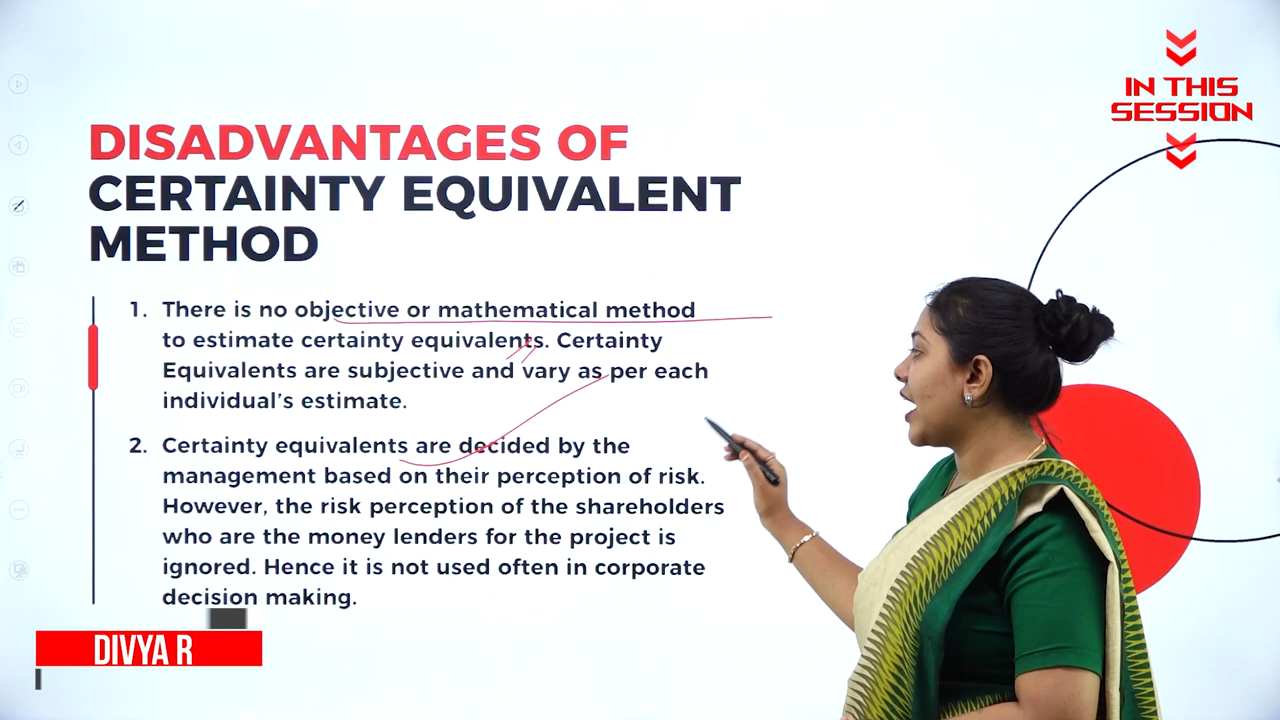 IN THIS
SESSION
DISADVANTAGES OF
CERTAINTY EQUIVALENT
METHOD
1. There is no objective or mathematical method
to estimate certainty equivalents. Certainty
Equivalents are subjective and vary as per each
individual’s estimate.
2. Certainty equivalents are decided by the
management based on their perception of risk.
However, the risk perception of the shareholders
who are the money lenders for the project is
ignored. Hence it is not used often in corporate
decision making.
DIVYA R